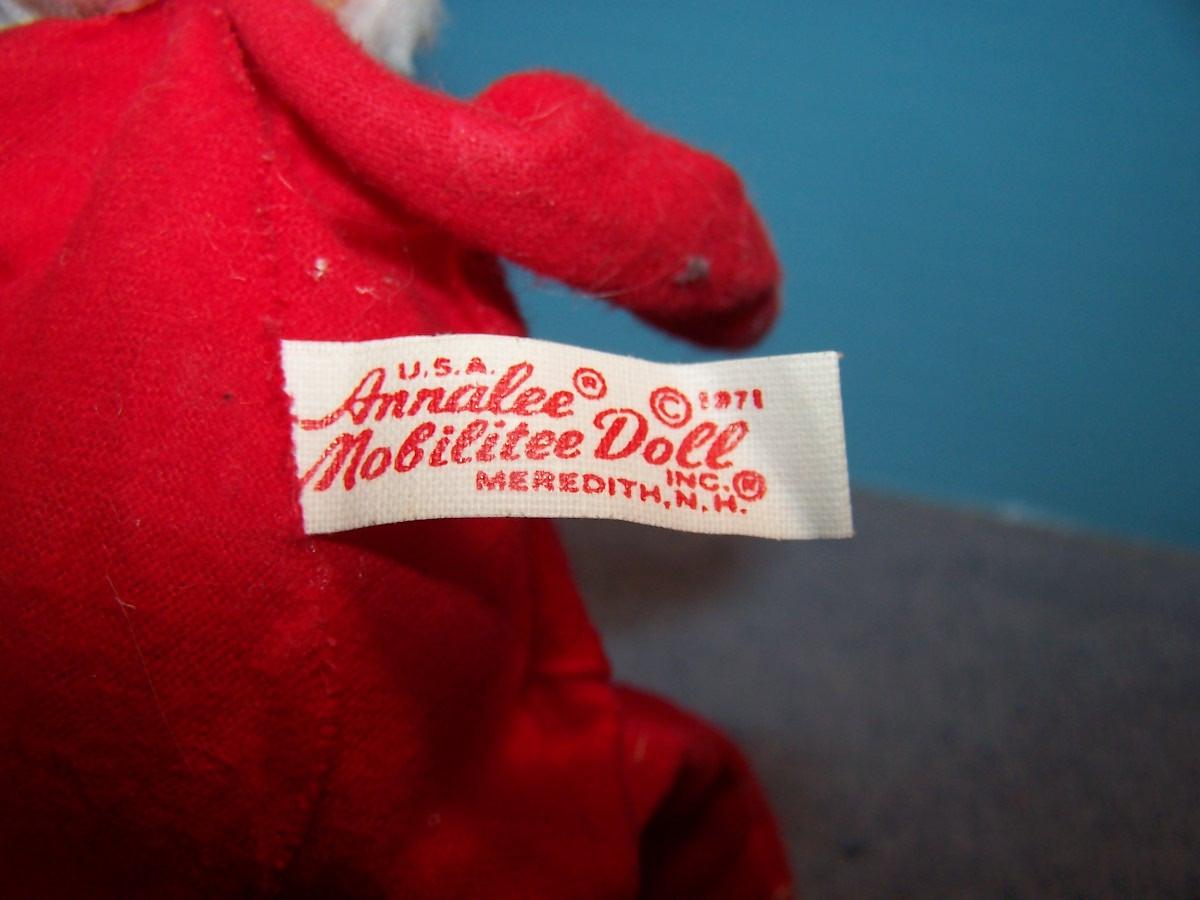 U.S.A.
Annalee® © 1971
Mobilitee Doll
INC.®
MEREDITH, N.H.